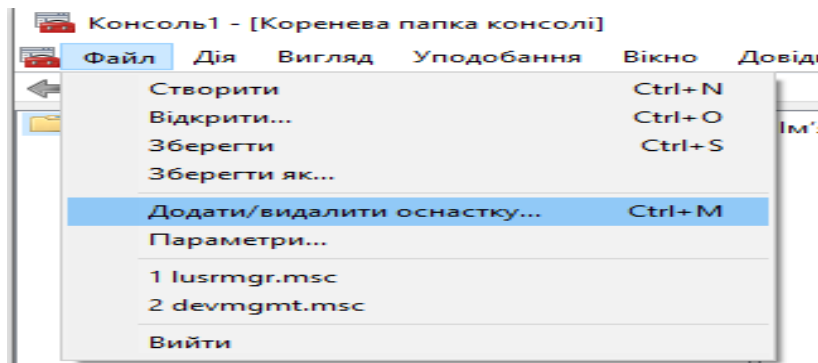 Консоль1 - [Коренева папка консолі]
Файл Дія Вигляд Уподобання Вікно
Створити Ctrl+N
Відкрити... Ctrl+O
Зберегти Ctrl+S
Зберегти як...
Додати/видалити оснастку... Ctrl+M
Параметри...
1 lusrmgr.msc
2 devmgmt.msc
Вийти